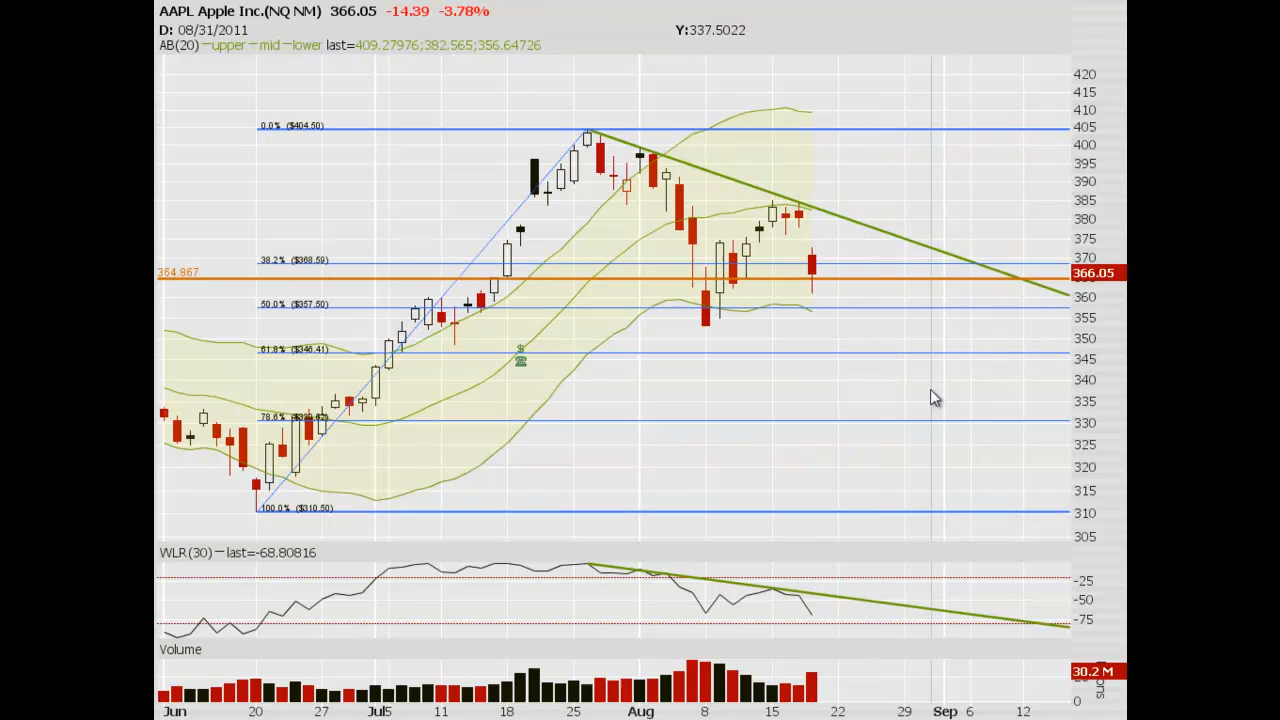 AAPL Apple Inc.(NQ NM) 366.05 -14.39 -3.78%
D: 08/31/2011 Y:337.5022
AB(20) —upper —mid —lower last=409.27976;382.565;356.64726
420
415
410
0.0% ($404.50) 405
400
395
390
385
380
375
38.2% ($368.59) 370
364.867 366.05
360
50.0% ($357.50) 355
61.8% 350
345
340
335
78.6% 330
325
320
315
100.0% ($310.50) 310
305
WLR(30) — last=-68.80816
-25
-50
-75
Volume
30.2 M
0
Jun 20 27 Jul 5 11 18 25 Aug 8 15 22 29 Sep 6 12